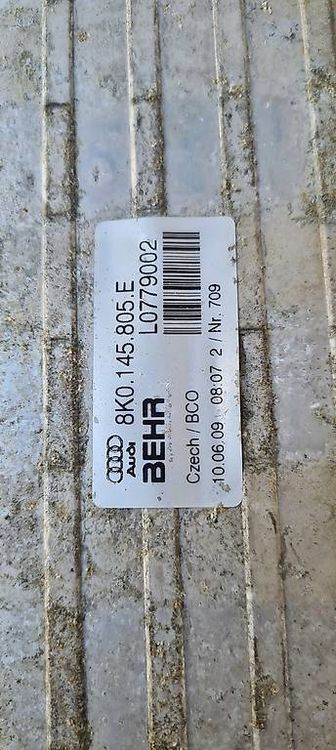 Audi
8K0.145.805.E
BEHR
L0779002
Czech / BCO
10.06.09 08:07 2 / Nr. 709